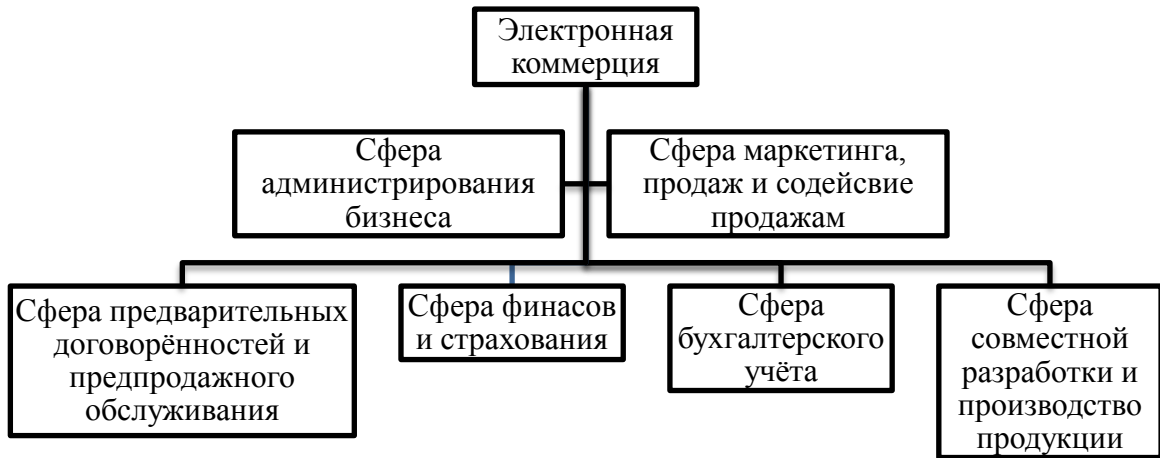 Электронная
коммерция
Сфера
администрирования
бизнеса
Сфера маркетинга,
продаж и содейсвие
продажам
Сфера предварительных
договорённостей и
предпродажного
обслуживания
Сфера финасов
и страхования
Сфера
бухгалтерского
учёта
Сфера
совместной
разработки и
производство
продукции